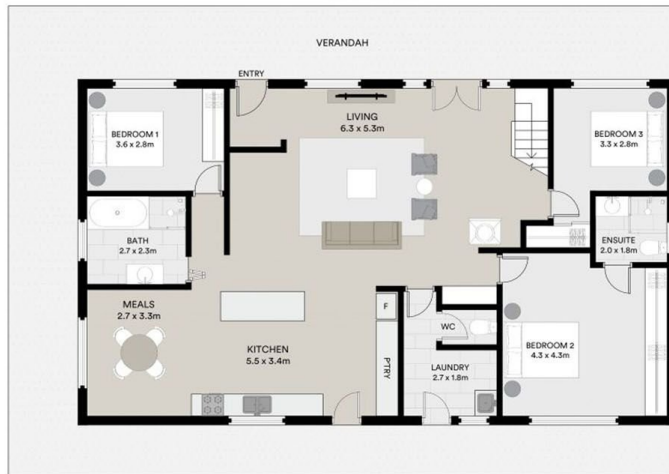 VERANDAH
ENTRY
LIVING
6.3 x 5.3m
BEDROOM 1
3.6 x 2.8m
BEDROOM 3
3.3 x 2.8m
BATH
2.7 x 2.3m
ENSUITE
2.0 x 1.8m
MEALS
2.7 x 3.3m
F
WC
KITCHEN
5.5 x 3.4m
PTRY
LAUNDRY
2.7 x 1.8m
BEDROOM 2
4.3 x 4.3m